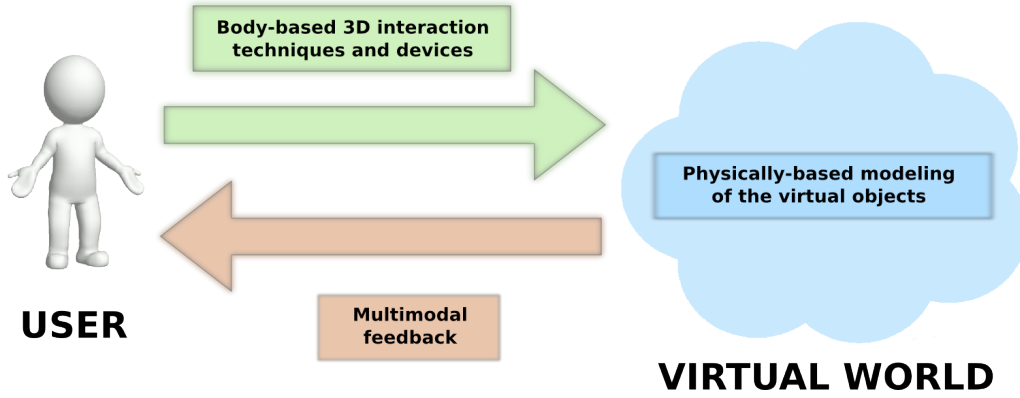 Body-based 3D interaction
techniques and devices
Physically-based modeling
of the virtual objects
Multimodal
feedback
USER
VIRTUAL WORLD